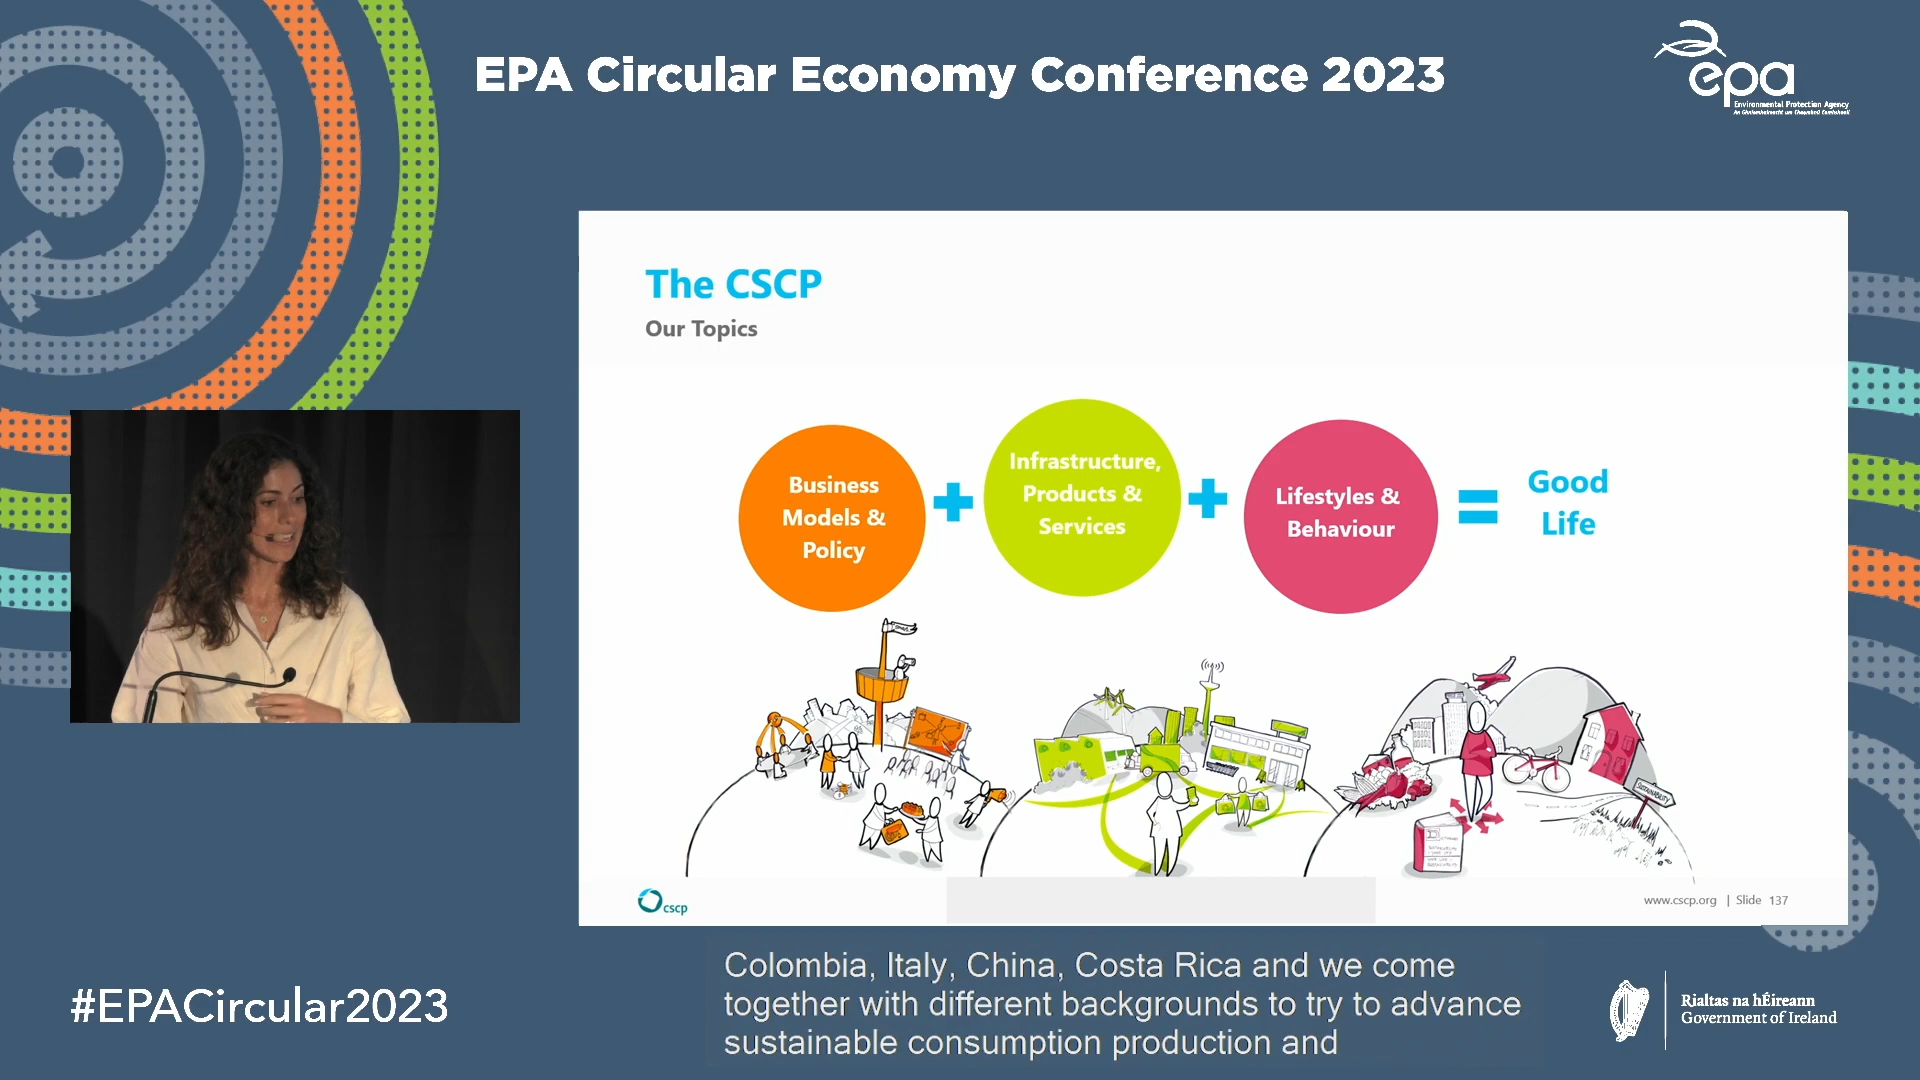 EPA Circular Economy Conference 2023
epa
Environmental Protection Agency
The CSCP
Our Topics
Business
Models &
Policy
Infrastructure,
Products &
Services
Lifestyles &
Behaviour
Good
Life
SUSTAINABILITY
cscp
www.cscp.org | Slide 137
Colombia, Italy, China, Costa Rica and we come
together with different backgrounds to try to advance
sustainable consumption production and
#EPACircular2023
Rialtas na hÉireann
Government of Ireland